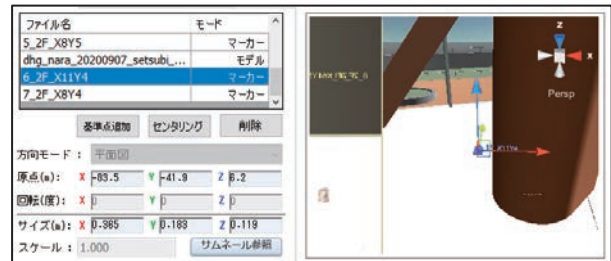 ファイル名 モード
5_2F_X8Y5 マーカー
dhg_nara_20200907_setsubi_... モデル
6_2F_X11Y4 マーカー
7_2F_X8Y4 マーカー
基準点追加 センタリング 削除
方向モード : 平面図
原点(m): X -83.5 Y -41.9 Z 6.2
回転(度): X 0 Y 0 Z 0
サイズ(m): X 0.365 Y 0.183 Z 0.119
スケール : 1.000 サムネール参照
z
x
Persp